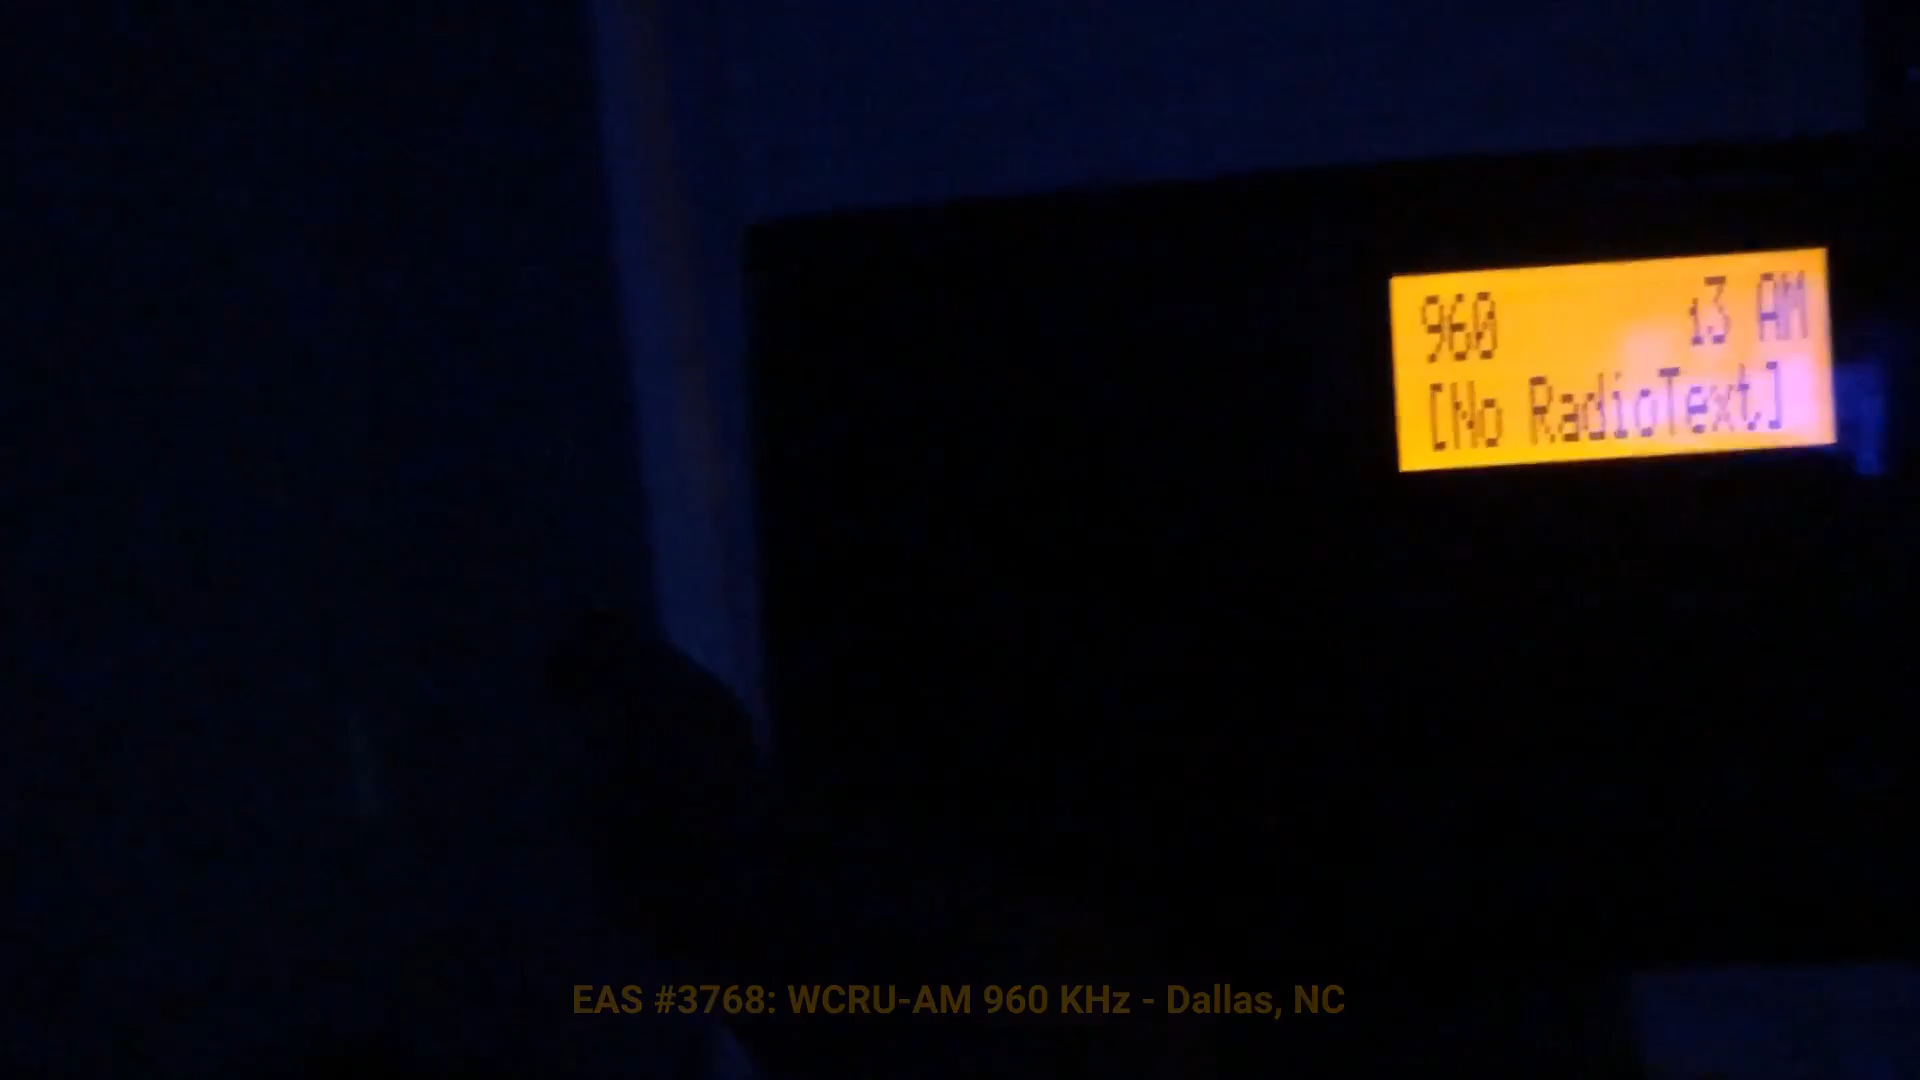 960 13 AM
[No RadioText]
EAS #3768: WCRU-AM 960 KHz - Dallas, NC